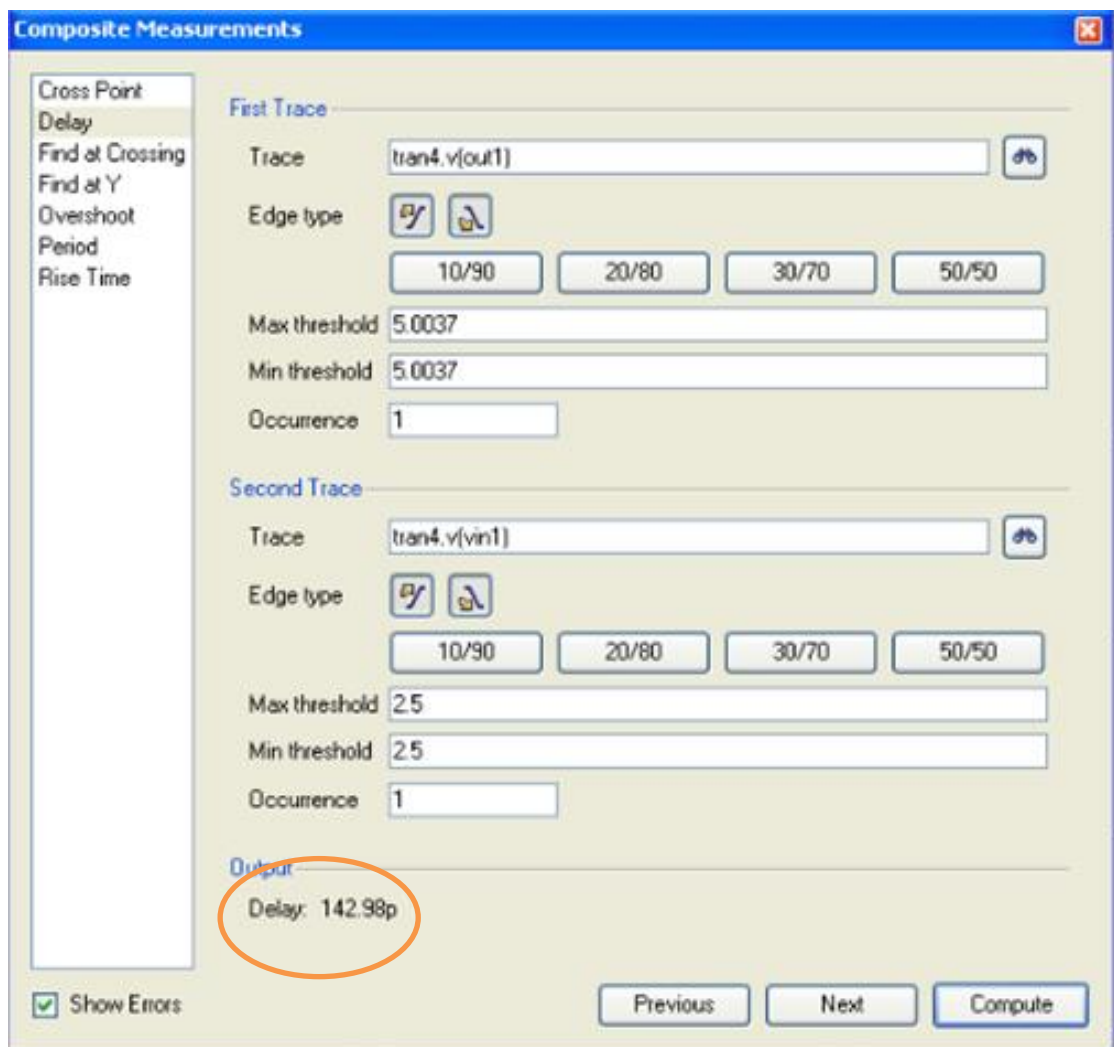 Composite Measurements
Cross Point
Delay
Find at Crossing
Find at Y
Overshoot
Period
Rise Time
First Trace
Trace tran4.v(out1)
Edge type
10/90 20/80 30/70 50/50
Max threshold 5.0037
Min threshold 5.0037
Occurrence 1
Second Trace
Trace tran4.v(vin1)
Edge type
10/90 20/80 30/70 50/50
Max threshold 2.5
Min threshold 2.5
Occurrence 1
Output
Delay: 142.98p
Show Errors
Previous Next Compute